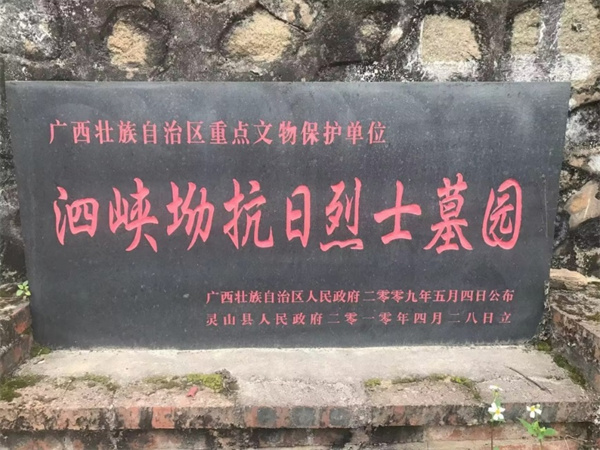 广西壮族自治区重点文物保护单位
泗峡坳抗日烈士墓园
广西壮族自治区人民政府二零零九年五月四日公布
灵山县人民政府二零一零年四月二八日立